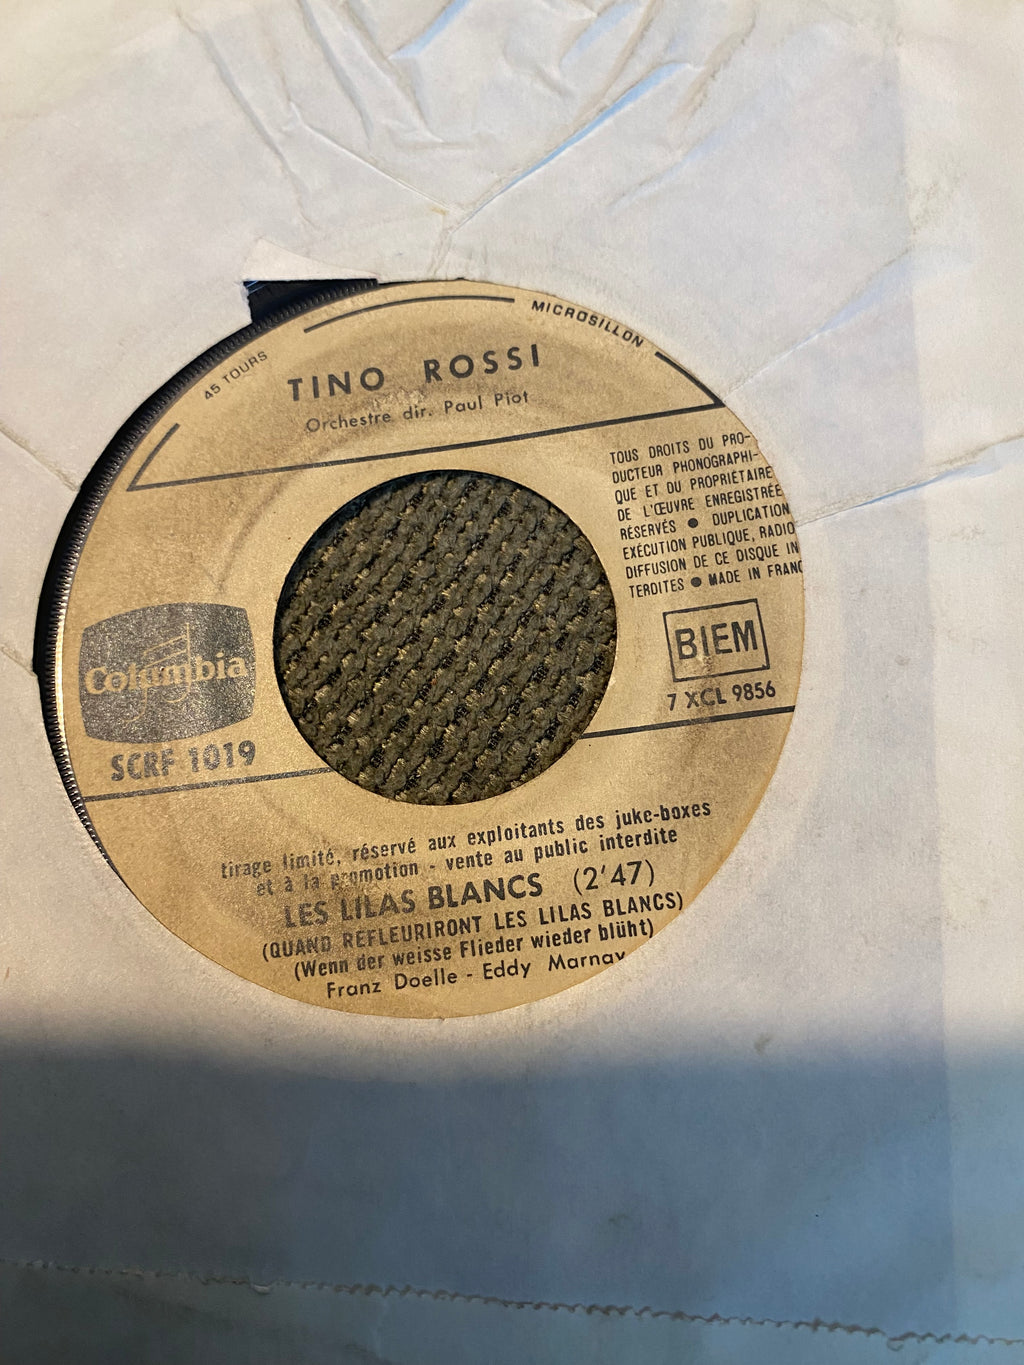 45 TOURS
MICROSILLON
TINO ROSSI
Orchestre dir. Paul Piot
TOUS DROITS DU PRO-
DUCTEUR PHONOGRAPHI-
QUE ET DU PROPRIÉTAIRE
DE L'ŒUVRE ENREGISTRÉE
RÉSERVÉS ● DUPLICATION
EXÉCUTION PUBLIQUE, RADIO
DIFFUSION DE CE DISQUE IN
TERDITES ● MADE IN FRANC
BIEM
7 XCL 9856
Columbia
SCRF 1019
tirage limité, réservé aux exploitants des juke-boxes
et à la promotion - vente au public interdite
LES LILAS BLANCS (2'47)
(QUAND REFLEURIRONT LES LILAS BLANCS)
(Wenn der weisse Flieder wieder blüht)
Franz Doelle - Eddy Marnay